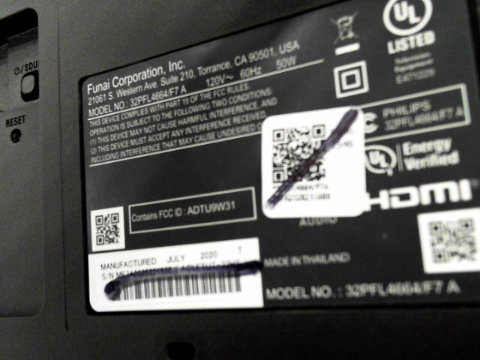 /SOU
RESET
Funai Corporation, Inc.
21061 S. Western Ave. Suite 210, Torrance, CA 90501, USA
MODEL NO.: 32PFL4664/F7 A 120V~ 60Hz 50W
THIS DEVICE COMPLIES WITH PART 15 OF THE FCC RULES.
OPERATION IS SUBJECT TO THE FOLLOWING TWO CONDITIONS:
(1) THIS DEVICE MAY NOT CAUSE HARMFUL INTERFERENCE, AND
(2) THIS DEVICE MUST ACCEPT ANY INTERFERENCE RECEIVED,
INCLUDING INTERFERENCE THAT MAY CAUSE UNDESIRED
UL
LISTED
PHILIPS
32PFL4664/F7 A
UL Energy
Verified
HDMI
AUDIO
Contains FCC ID : ADTU9W31
MANUFACTURED: JULY 2020 T
S/N
MADE IN THAILAND
MODEL NO. : 32PFL4664/F7 A